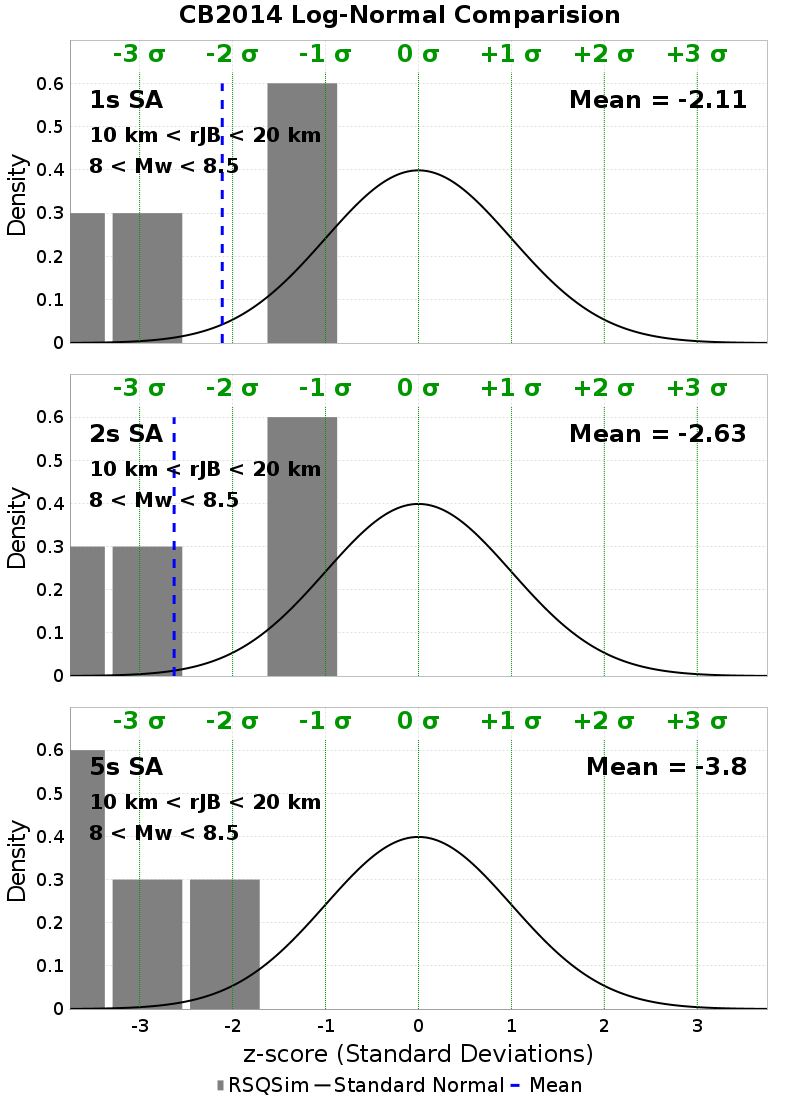 CB2014 Log-Normal Comparision
-3 σ -2 σ -1 σ 0 σ +1 σ +2 σ +3 σ
1s SA
Mean = -2.11
10 km < rJB < 20 km
8 < Mw < 8.5
Density
0.6
0.5
0.4
0.3
0.2
0.1
0
-3 σ -2 σ -1 σ 0 σ +1 σ +2 σ +3 σ
2s SA
Mean = -2.63
10 km < rJB < 20 km
8 < Mw < 8.5
Density
0.6
0.5
0.4
0.3
0.2
0.1
0
-3 σ -2 σ -1 σ 0 σ +1 σ +2 σ +3 σ
5s SA
Mean = -3.8
10 km < rJB < 20 km
8 < Mw < 8.5
Density
0.6
0.5
0.4
0.3
0.2
0.1
0
-3 -2 -1 0 1 2 3
z-score (Standard Deviations)
RSQSim Standard Normal Mean